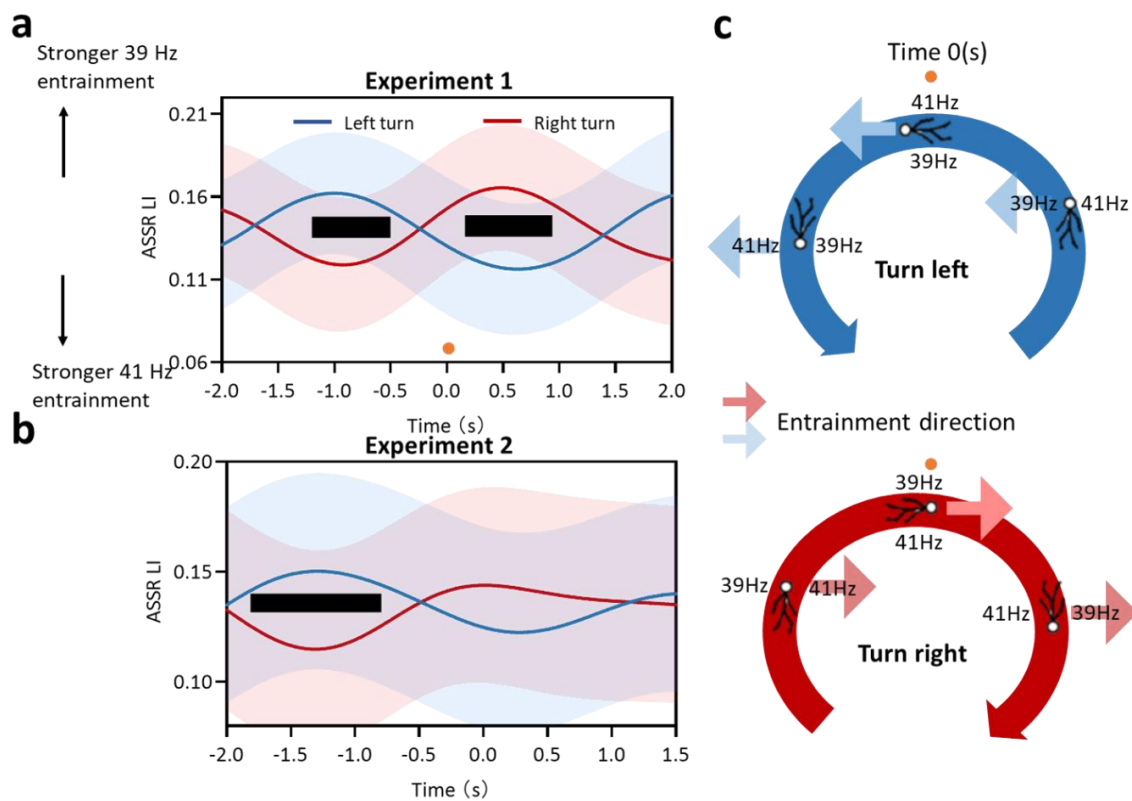 a
Stronger 39 Hz
entrainment
Stronger 41 Hz
entrainment
Experiment 1
Left turn
Right turn
ASSR LI
0.21
0.16
0.11
0.06
-2.0 -1.5 -1.0 -0.5 0.0 0.5 1.0 1.5 2.0
Time (s)
b
Experiment 2
ASSR LI
0.20
0.15
0.10
-2.0 -1.5 -1.0 -0.5 0.0 0.5 1.0 1.5
Time (s)
c
Time 0(s)
41Hz
39Hz
39Hz 41Hz
41Hz 39Hz
Turn left
Entrainment direction
39Hz
41Hz
39Hz 41Hz
41Hz 39Hz
Turn right